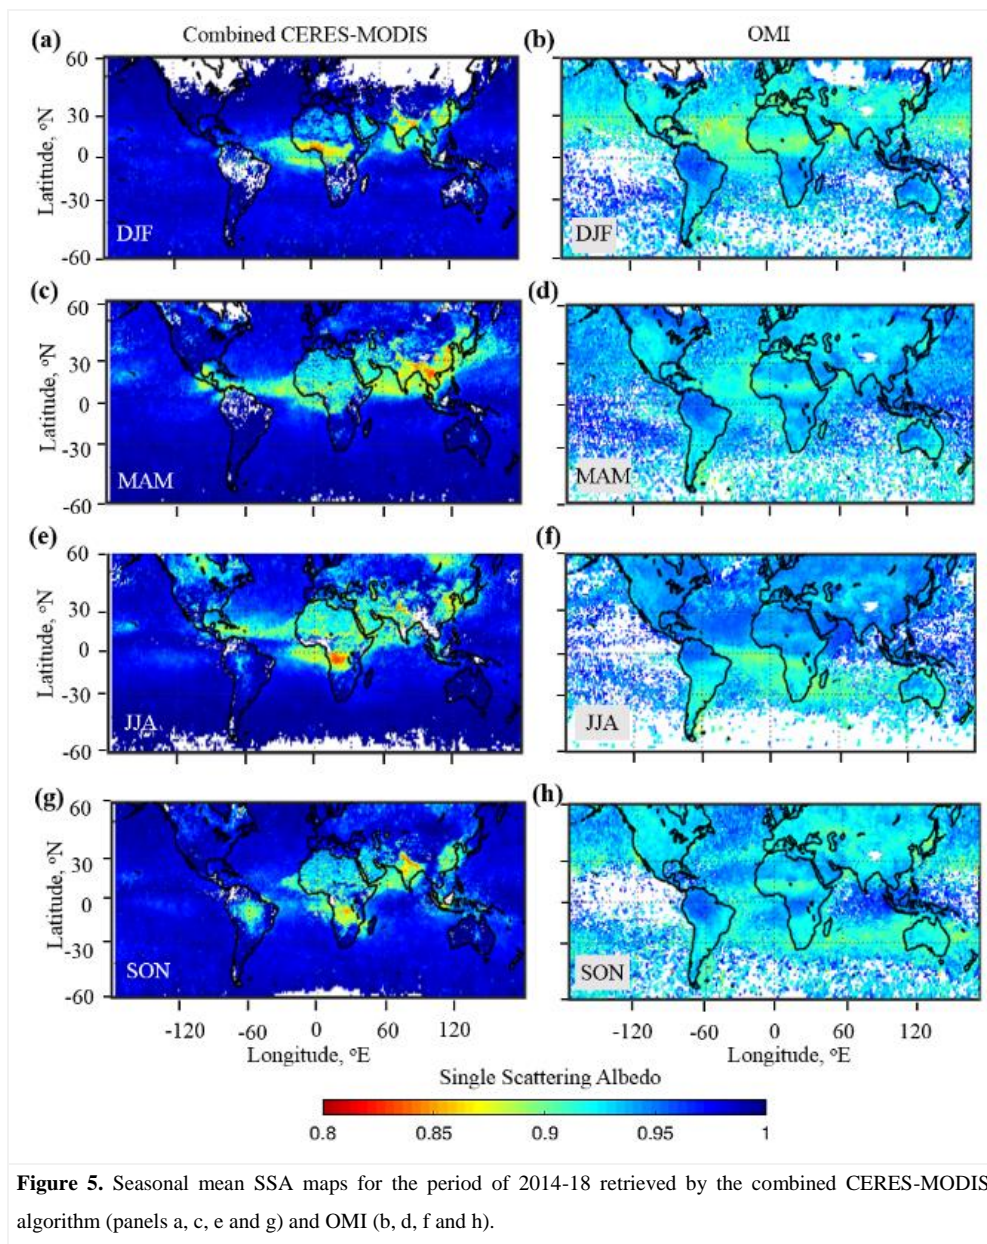 Combined CERES-MODIS
OMI
(a)
60
30
0
-30
-60
Latitude, °N
DJF
(b)
DJF
(c)
60
30
0
-30
-60
Latitude, °N
MAM
(d)
MAM
(e)
60
30
0
-30
-60
Latitude, °N
JJA
(f)
JJA
(g)
60
30
0
-30
-60
Latitude, °N
SON
(h)
SON
-120 -60 0 60 120
Longitude, °E
-120 -60 0 60 120
Longitude, °E
Single Scattering Albedo
0.8 0.85 0.9 0.95 1
Figure 5. Seasonal mean SSA maps for the period of 2014-18 retrieved by the combined CERES-MODIS
algorithm (panels a, c, e and g) and OMI (b, d, f and h).